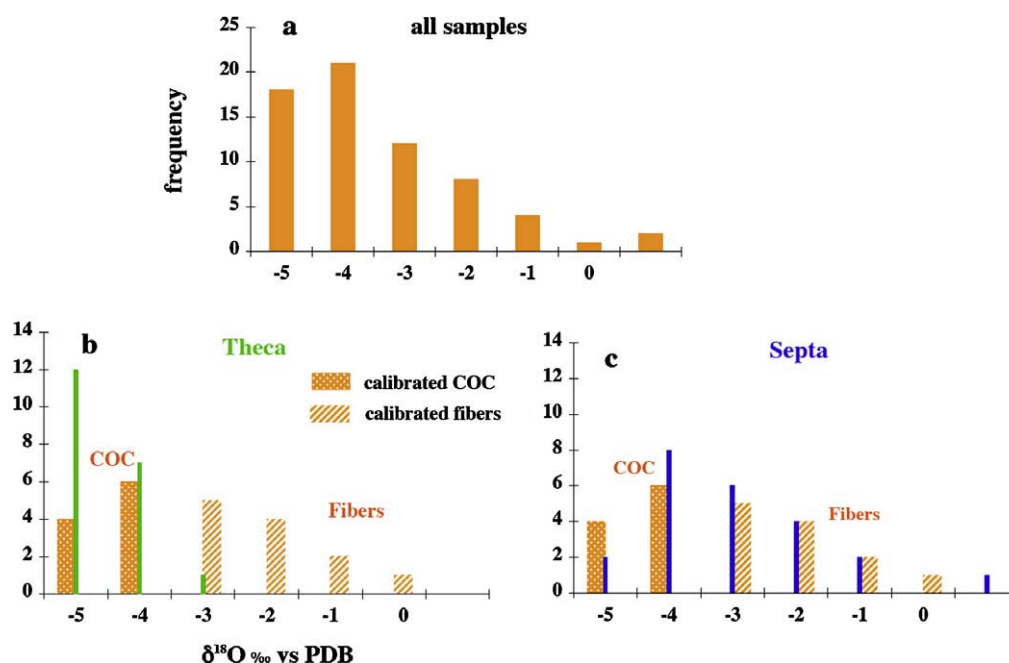 a all samples
frequency
25
20
15
10
5
0
-5 -4 -3 -2 -1 0
b Theca
14
12
10
8
6
4
2
0
calibrated COC
calibrated fibers
COC
Fibers
-5 -4 -3 -2 -1 0
δ¹⁸O ‰ vs PDB
c Septa
14
12
10
8
6
4
2
0
COC
Fibers
-5 -4 -3 -2 -1 0